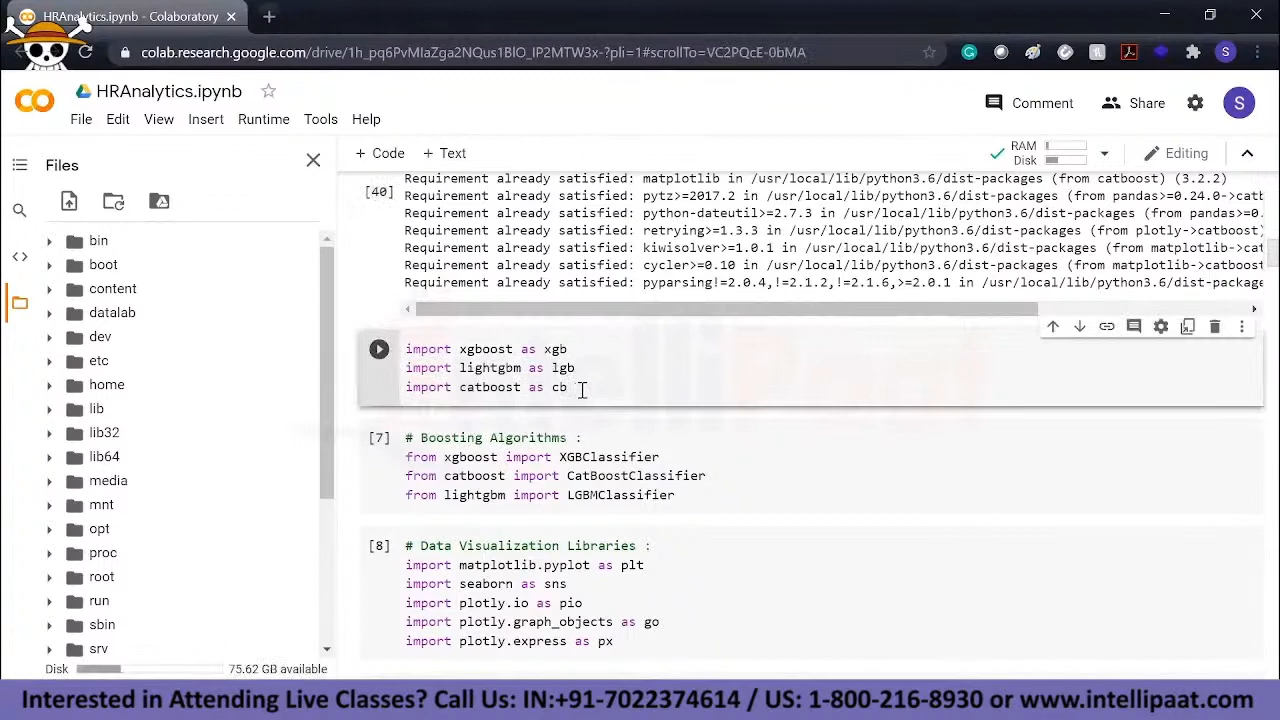 HRAnalytics.ipynb - Colaboratory
HRAnalytics.ipynb
File Edit View Insert Runtime Tools Help
Comment Share S
Files
+ Code + Text
RAM
Disk
Editing
bin
boot
content
datalab
dev
etc
home
lib
lib32
lib64
media
mnt
opt
proc
root
run
sbin
srv
Disk 75.62 GB available
[40]
Requirement already satisfied: matplotlib in /usr/local/lib/python3.6/dist-packages (from catboost) (3.2.2)
Requirement already satisfied: pytz>=2017.2 in /usr/local/lib/python3.6/dist-packages (from pandas>=0.24.0->catb
Requirement already satisfied: python-dateutil>=2.7.3 in /usr/local/lib/python3.6/dist-packages (from pandas>=0.
Requirement already satisfied: retrying>=1.3.3 in /usr/local/lib/python3.6/dist-packages (from plotly->catboost)
Requirement already satisfied: kiwisolver>=1.0.1 in /usr/local/lib/python3.6/dist-packages (from matplotlib->cat
Requirement already satisfied: cycler>=0.10 in /usr/local/lib/python3.6/dist-packages (from matplotlib->catboost
Requirement already satisfied: pyparsing!=2.0.4,!=2.1.2,!=2.1.6,>=2.0.1 in /usr/local/lib/python3.6/dist-package
import xgboost as xgb
import lightgbm as lgb
import catboost as cb
[7]
# Boosting Algorithms :
from xgboost import XGBClassifier
from catboost import CatBoostClassifier
from lightgbm import LGBMClassifier
[8]
# Data Visualization Libraries :
import matplotlib.pyplot as plt
import seaborn as sns
import plotly.io as pio
import plotly.graph_objects as go
import plotly.express as px
Interested in Attending Live Classes? Call Us: IN:+91-7022374614 / US: 1-800-216-8930 or www.intellipaat.com